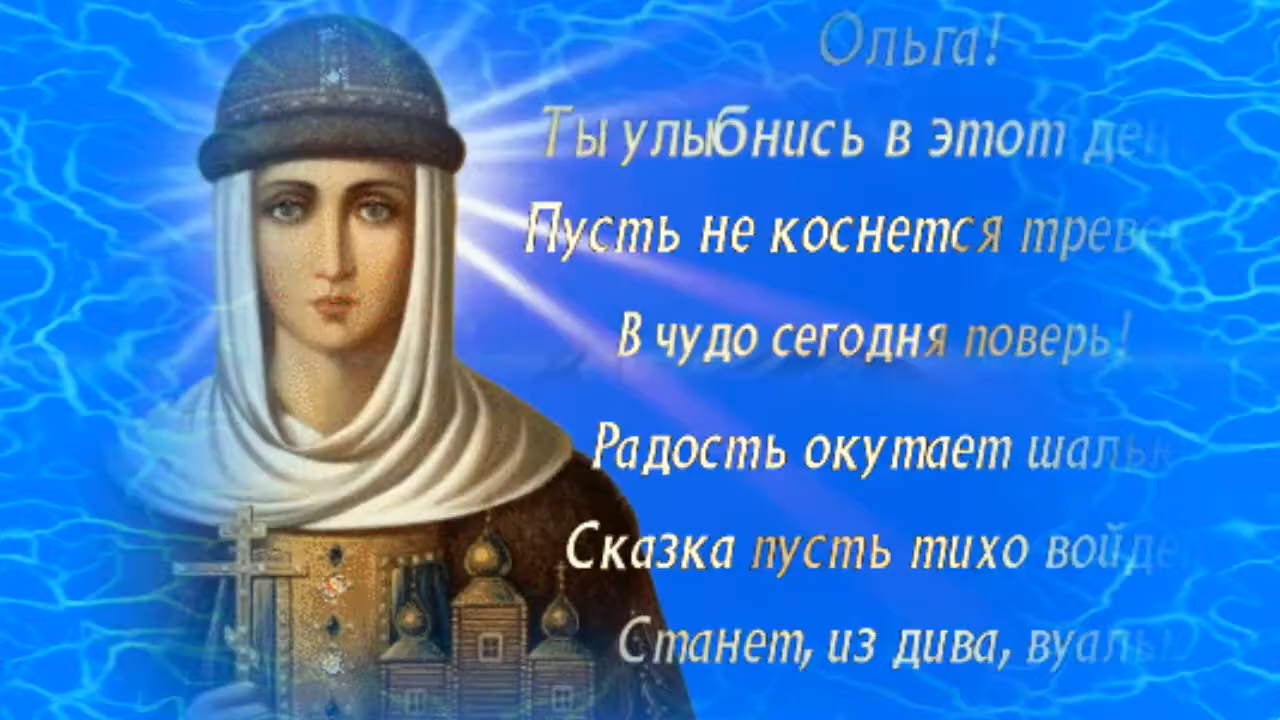 Ольга!
Ты улыбнись в этот
Пусть не коснется
В чудо сегодня поверь!
Радость окутает
Сказка пусть тихо
Станет, из дива,